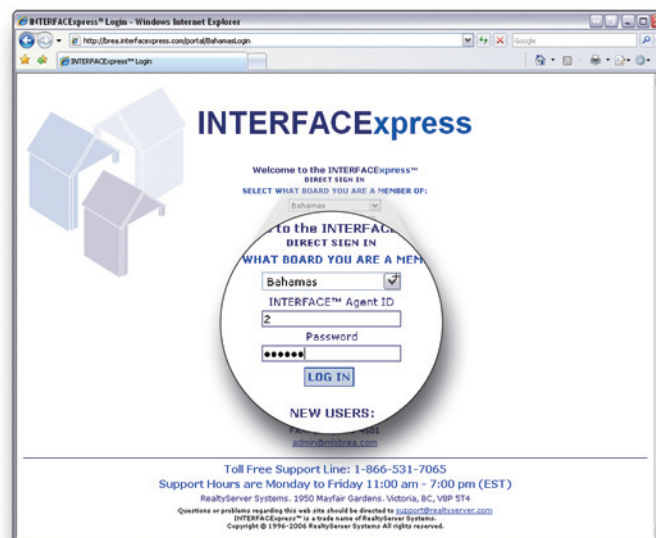 INTERFACExpress™ Login - Windows Internet Explorer
http://brea.interfacexpress.com/portal/BahamasLogin
Google
INTERFACExpress™ Login
INTERFACExpress
Welcome to the INTERFACExpress™
DIRECT SIGN IN
SELECT WHAT BOARD YOU ARE A MEMBER OF:
Bahamas
to the INTERFAC
DIRECT SIGN IN
WHAT BOARD YOU ARE A MEM
Bahamas
INTERFACE™ Agent ID
2
Password
••••••
LOG IN
NEW USERS:
admin@mlsbrea.com
Toll Free Support Line: 1-866-531-7065
Support Hours are Monday to Friday 11:00 am - 7:00 pm (EST)
RealtyServer Systems. 1950 Mayfair Gardens. Victoria, BC, V8P 5T4
Questions or problems regarding this web site should be directed to support@realtyserver.com
INTERFACExpress™ is a trade name of RealtyServer Systems.
Copyright © 1996-2006 RealtyServer Systems All rights reserved.